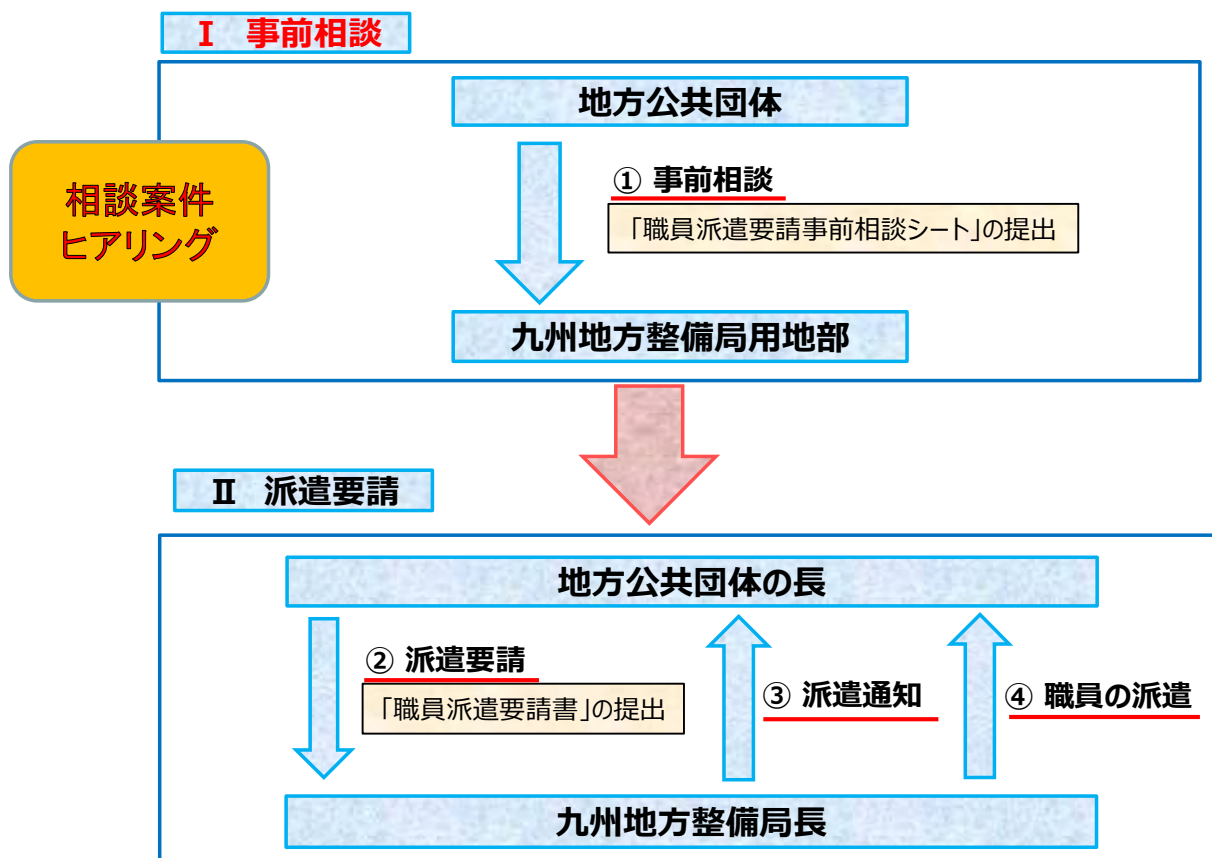 Ⅰ 事前相談
地方公共団体
相談案件
ヒアリング
① 事前相談
「職員派遣要請事前相談シート」の提出
九州地方整備局用地部
Ⅱ 派遣要請
地方公共団体の長
② 派遣要請
「職員派遣要請書」の提出
③ 派遣通知
④ 職員の派遣
九州地方整備局長